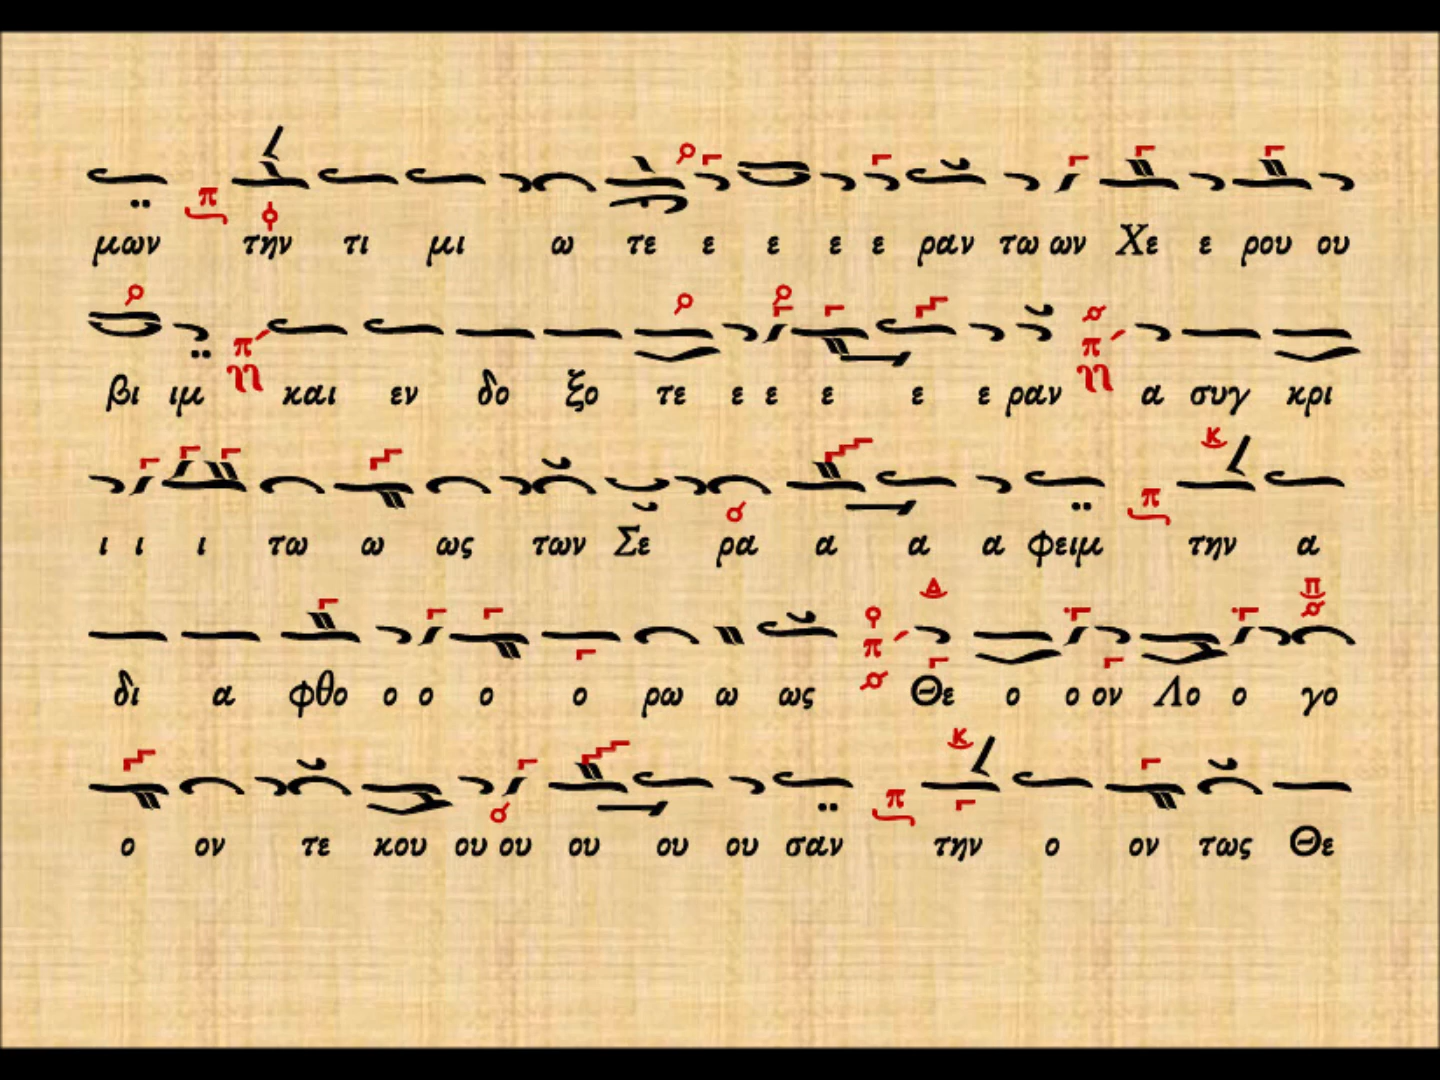 μων την τι μι ω τε ε ε ε ε ραν τω ων Χε ε ρου ου
βι ιμ και εν δο ξο τε ε ε ε ε ε ραν α συγ κρι
ι ι ι τω ω ως των Σε ρα α α α φειμ την α
δι α φθο ο ο ο ο ρω ω ως Θε ο ο ον Λο ο γο
ο ον τε κου ου ου ου ου ου σαν την ο ον τως Θε